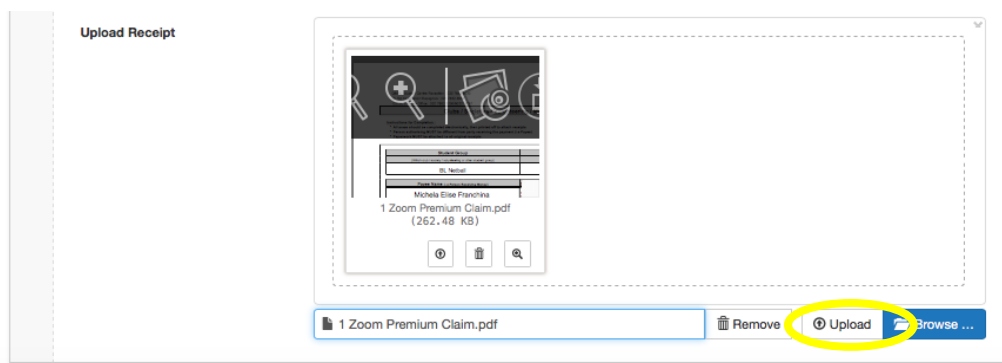 Upload Receipt
Student Group
BL Netball
Michela Elise Franchina
1 Zoom Premium Claim.pdf
(262.48 KB)
1 Zoom Premium Claim.pdf
Remove
Upload
Browse ...